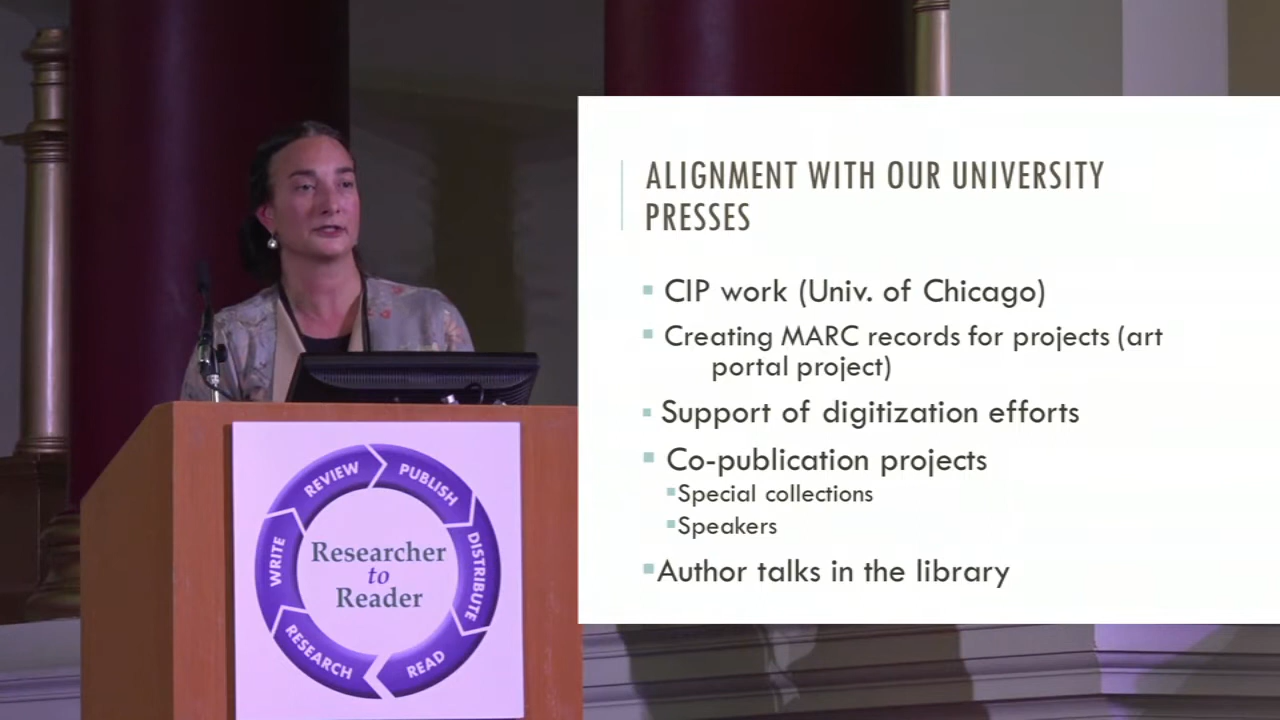 ALIGNMENT WITH OUR UNIVERSITY
PRESSES
CIP work (Univ. of Chicago)
Creating MARC records for projects (art
portal project)
Support of digitization efforts
Co-publication projects
Special collections
Speakers
Author talks in the library
REVIEW
PUBLISH
DISTRIBUTE
READ
RESEARCH
WRITE
Researcher
to
Reader